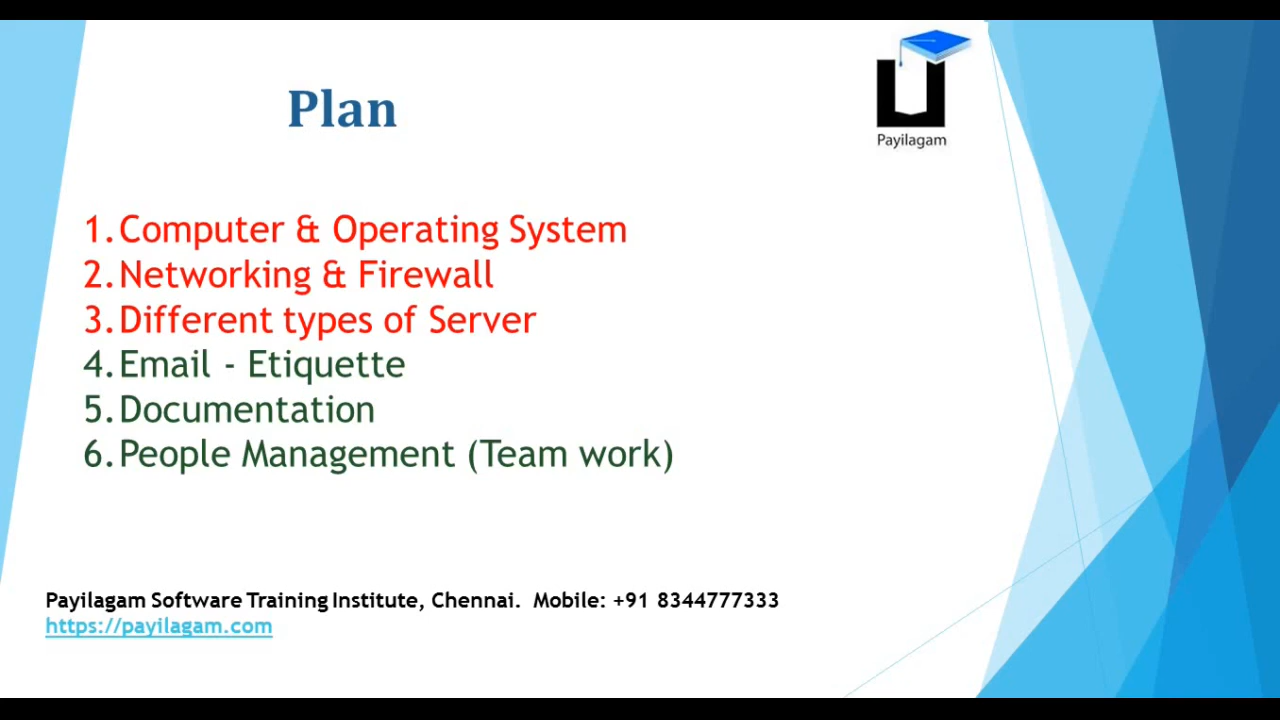 Payilagam
Plan
1. Computer & Operating System
2. Networking & Firewall
3. Different types of Server
4. Email - Etiquette
5. Documentation
6. People Management (Team work)
Payilagam Software Training Institute, Chennai. Mobile: +91 8344777333
https://payilagam.com